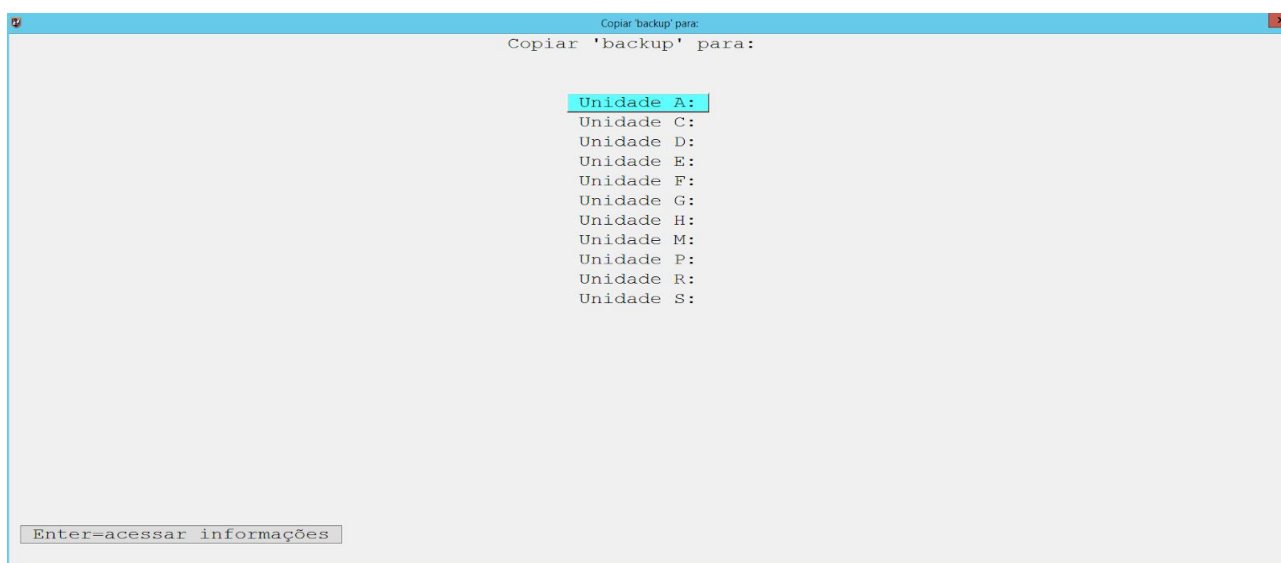 Copiar 'backup' para:
Copiar 'backup' para:
Unidade A:
Unidade C:
Unidade D:
Unidade E:
Unidade F:
Unidade G:
Unidade H:
Unidade M:
Unidade P:
Unidade R:
Unidade S:
Enter=acessar informações